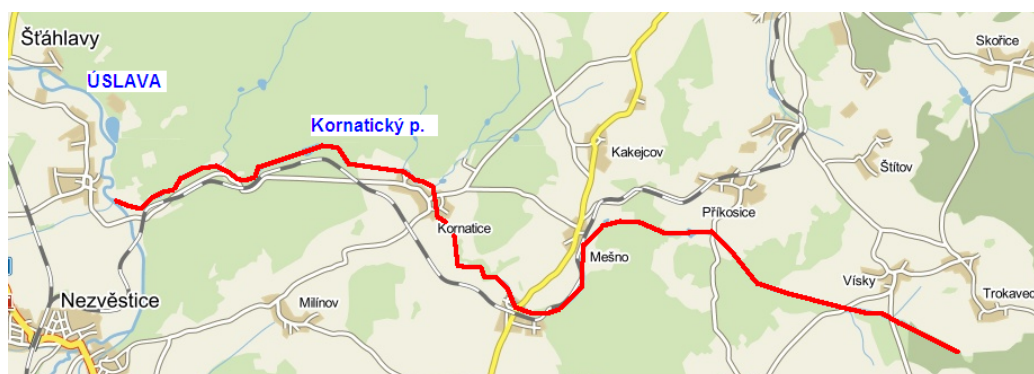 Šťáhlavy
ÚSLAVA
Kornatický p.
Skořice
Kakejcov
Štítov
Příkosice
Kornatice
Mešno
Vísky
Trokavec
Nezvěstice
Milínov